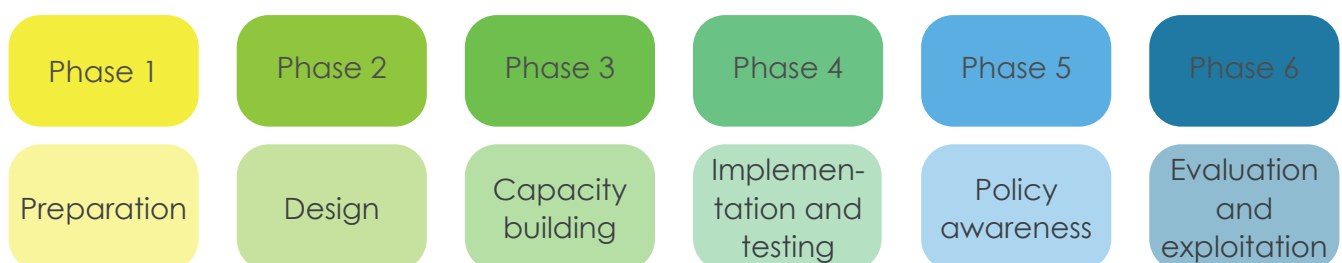 Phase 1
Phase 2
Phase 3
Phase 4
Phase 5
Phase 6
Preparation
Design
Capacity
building
Implemen-
tation and
testing
Policy
awareness
Evaluation
and
exploitation